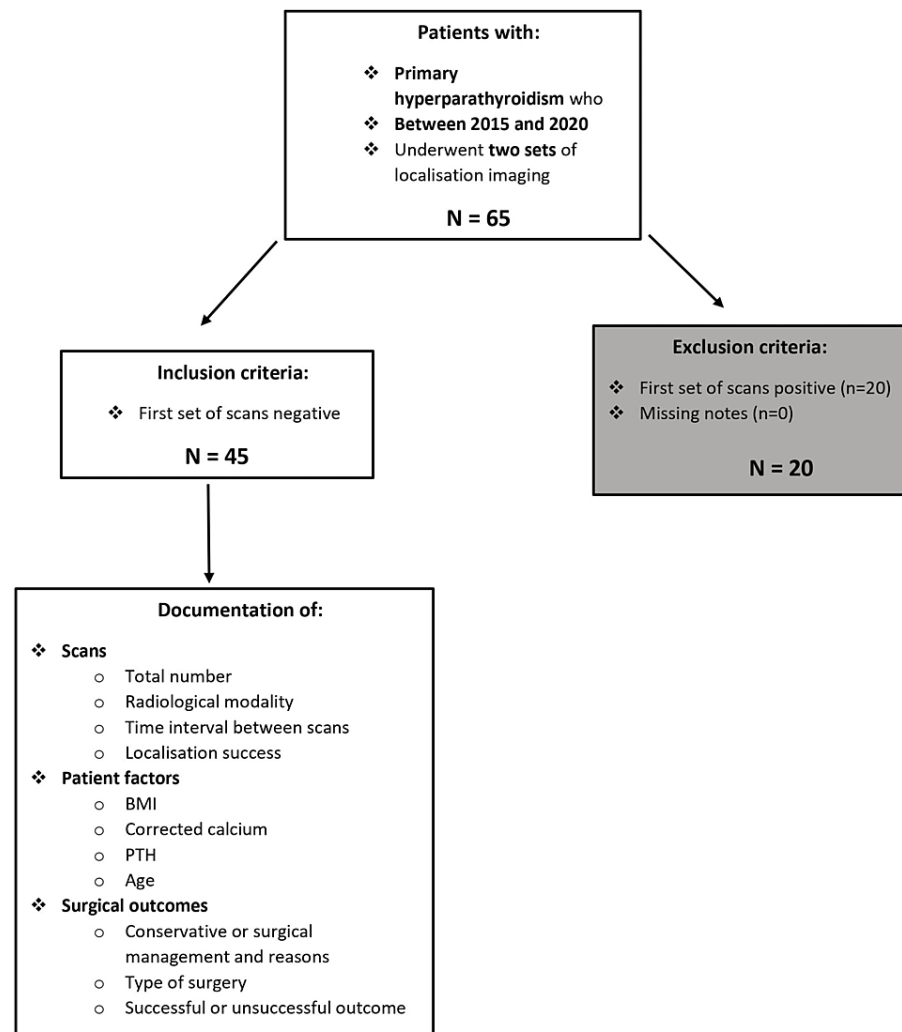 Patients with:
❖ Primary
hyperparathyroidism who
❖ Between 2015 and 2020
❖ Underwent two sets of
localisation imaging
N = 65
Inclusion criteria:
❖ First set of scans negative
N = 45
Exclusion criteria:
❖ First set of scans positive (n=20)
❖ Missing notes (n=0)
N = 20
Documentation of:
❖ Scans
o Total number
o Radiological modality
o Time interval between scans
o Localisation success
❖ Patient factors
o BMI
o Corrected calcium
o PTH
o Age
❖ Surgical outcomes
o Conservative or surgical
management and reasons
o Type of surgery
o Successful or unsuccessful outcome